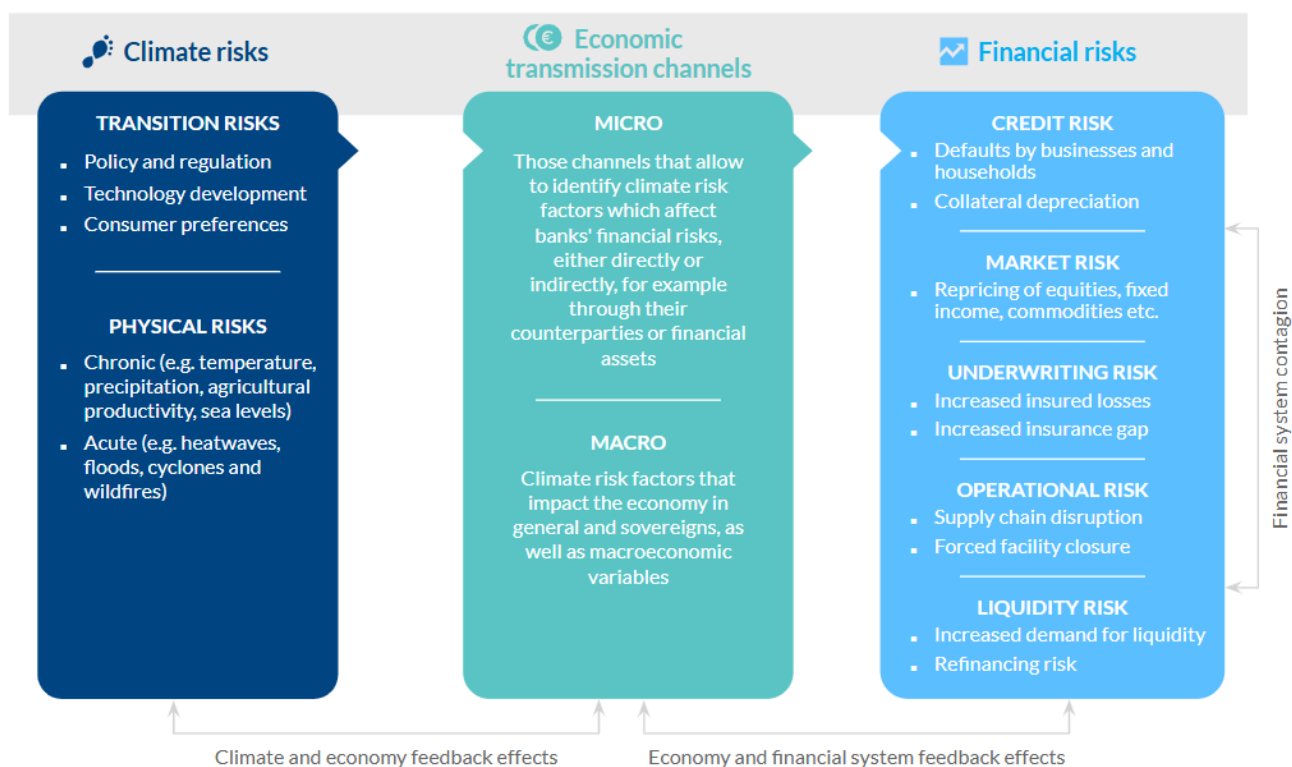 Climate risks
€ Economic
transmission channels
Financial risks
TRANSITION RISKS
▪ Policy and regulation
▪ Technology development
▪ Consumer preferences
PHYSICAL RISKS
▪ Chronic (e.g. temperature,
precipitation, agricultural
productivity, sea levels)
▪ Acute (e.g. heatwaves,
floods, cyclones and
wildfires)
MICRO
Those channels that allow
to identify climate risk
factors which affect
banks' financial risks,
either directly or
indirectly, for example
through their
counterparties or financial
assets
MACRO
Climate risk factors that
impact the economy in
general and sovereigns, as
well as macroeconomic
variables
CREDIT RISK
▪ Defaults by businesses and
households
▪ Collateral depreciation
MARKET RISK
▪ Repricing of equities, fixed
income, commodities etc.
UNDERWRITING RISK
▪ Increased insured losses
▪ Increased insurance gap
OPERATIONAL RISK
▪ Supply chain disruption
▪ Forced facility closure
LIQUIDITY RISK
▪ Increased demand for liquidity
▪ Refinancing risk
Financial system contagion
Climate and economy feedback effects
Economy and financial system feedback effects